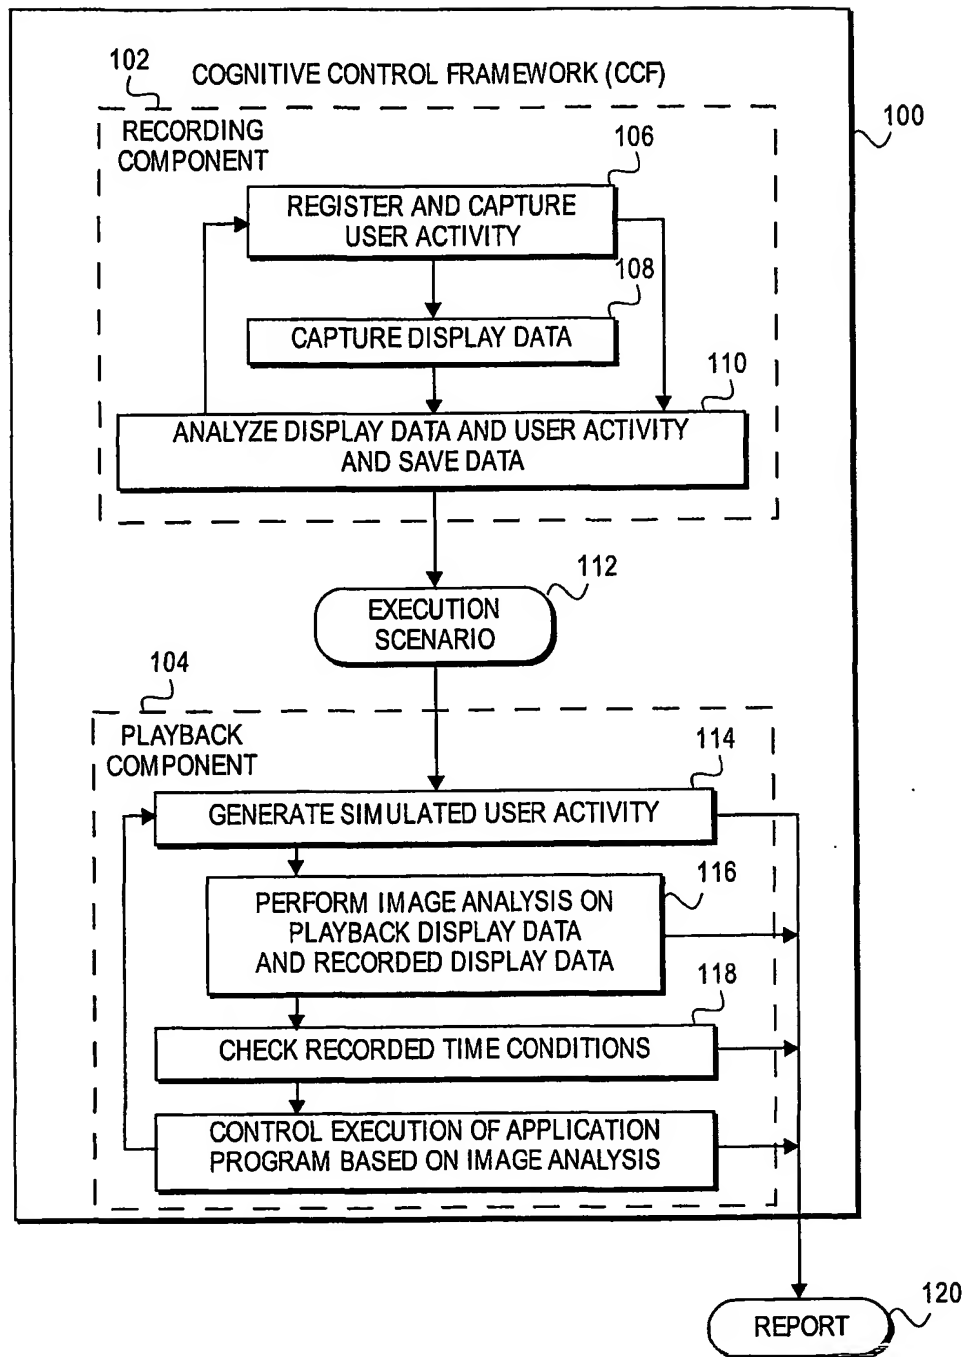 102
COGNITIVE CONTROL FRAMEWORK (CCF)
100
RECORDING
COMPONENT
106
REGISTER AND CAPTURE
USER ACTIVITY
108
CAPTURE DISPLAY DATA
110
ANALYZE DISPLAY DATA AND USER ACTIVITY
AND SAVE DATA
112
EXECUTION
SCENARIO
104
PLAYBACK
COMPONENT
114
GENERATE SIMULATED USER ACTIVITY
116
PERFORM IMAGE ANALYSIS ON
PLAYBACK DISPLAY DATA
AND RECORDED DISPLAY DATA
118
CHECK RECORDED TIME CONDITIONS
CONTROL EXECUTION OF APPLICATION
PROGRAM BASED ON IMAGE ANALYSIS
120
REPORT